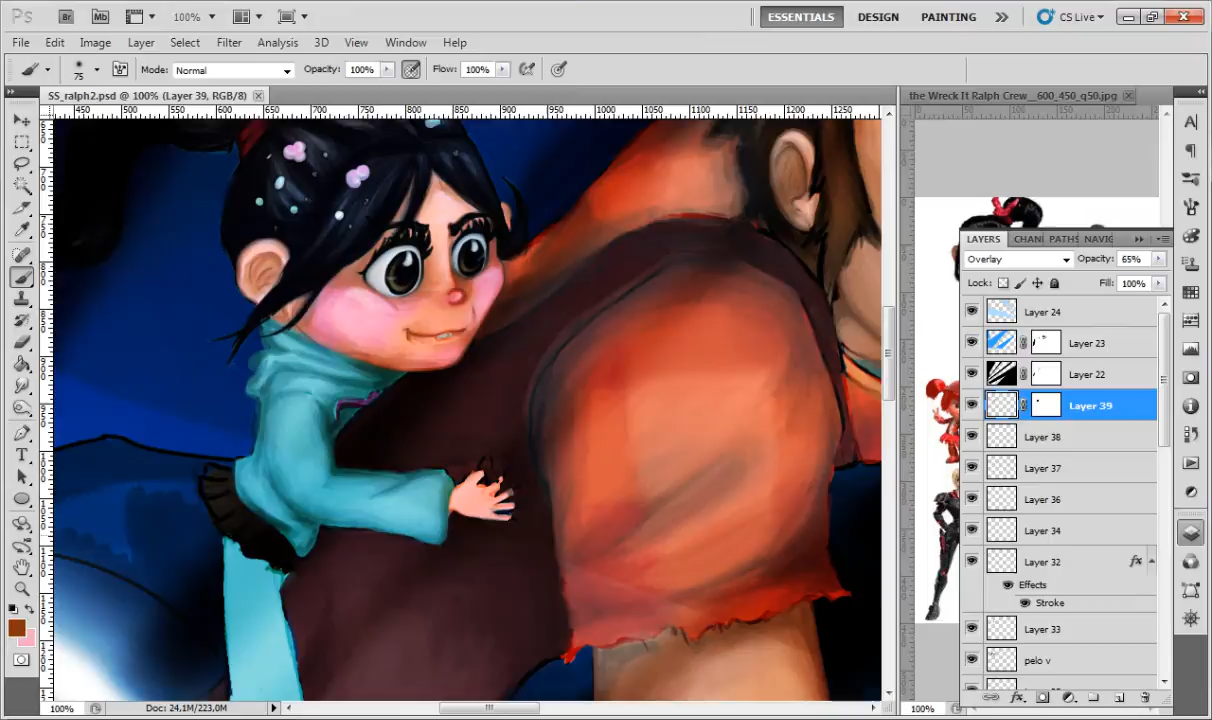 Ps Br Mb 100% ESSENTIALS DESIGN PAINTING CS Live
File Edit Image Layer Select Filter Analysis 3D View Window Help
75 Mode: Normal Opacity: 100% Flow: 100%
SS_ralph2.psd @ 100% (Layer 39, RGB/8) the Wreck It Ralph Crew__600_450_q50.jpg
450 500 550 600 650 700 750 800 850 900 950 1000 1050 1100 1150 1200 1250
LAYERS CHANI PATHS NAVIG
Overlay Opacity: 65%
Lock: Fill: 100%
Layer 24
Layer 23
Layer 22
Layer 39
Layer 38
Layer 37
Layer 36
Layer 34
Layer 32 fx
Effects
Stroke
Layer 33
pelo v
100% Doc: 24,1M/223,0M 100%